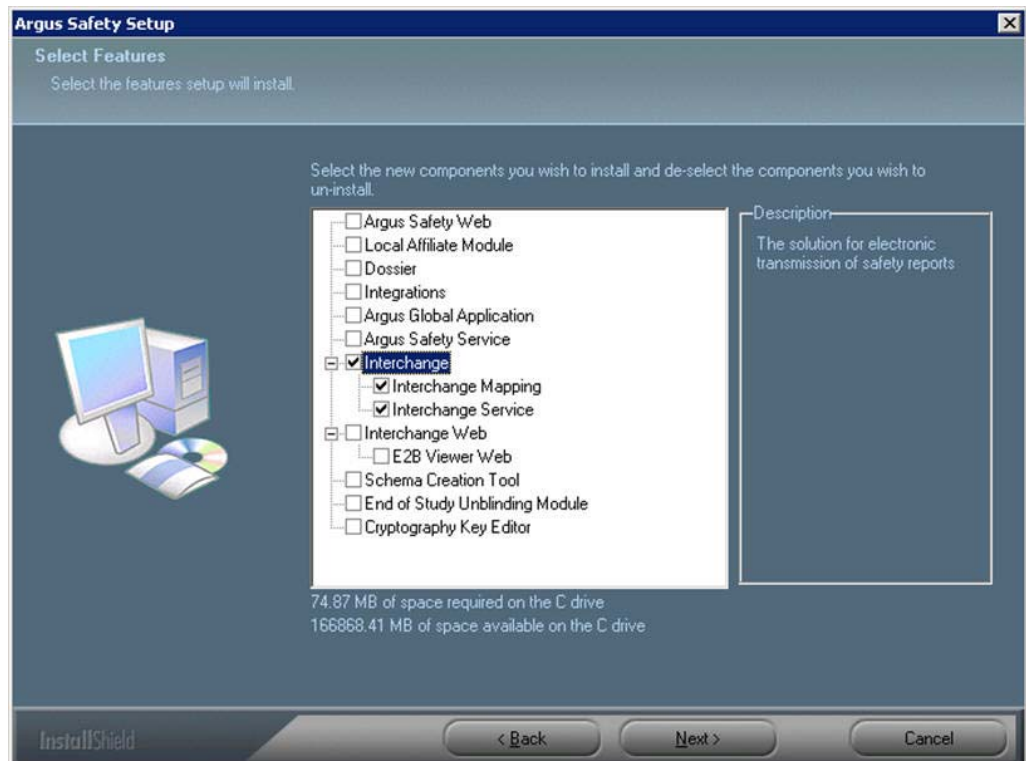 Argus Safety Setup
Select Features
Select the features setup will install.
Select the new components you wish to install and de-select the components you wish to
un-install.
Argus Safety Web
Local Affiliate Module
Dossier
Integrations
Argus Global Application
Argus Safety Service
Interchange
Interchange Mapping
Interchange Service
Interchange Web
E2B Viewer Web
Schema Creation Tool
End of Study Unblinding Module
Cryptography Key Editor
Description
The solution for electronic
transmission of safety reports
74.87 MB of space required on the C drive
166868.41 MB of space available on the C drive
InstallShield
< Back
Next >
Cancel